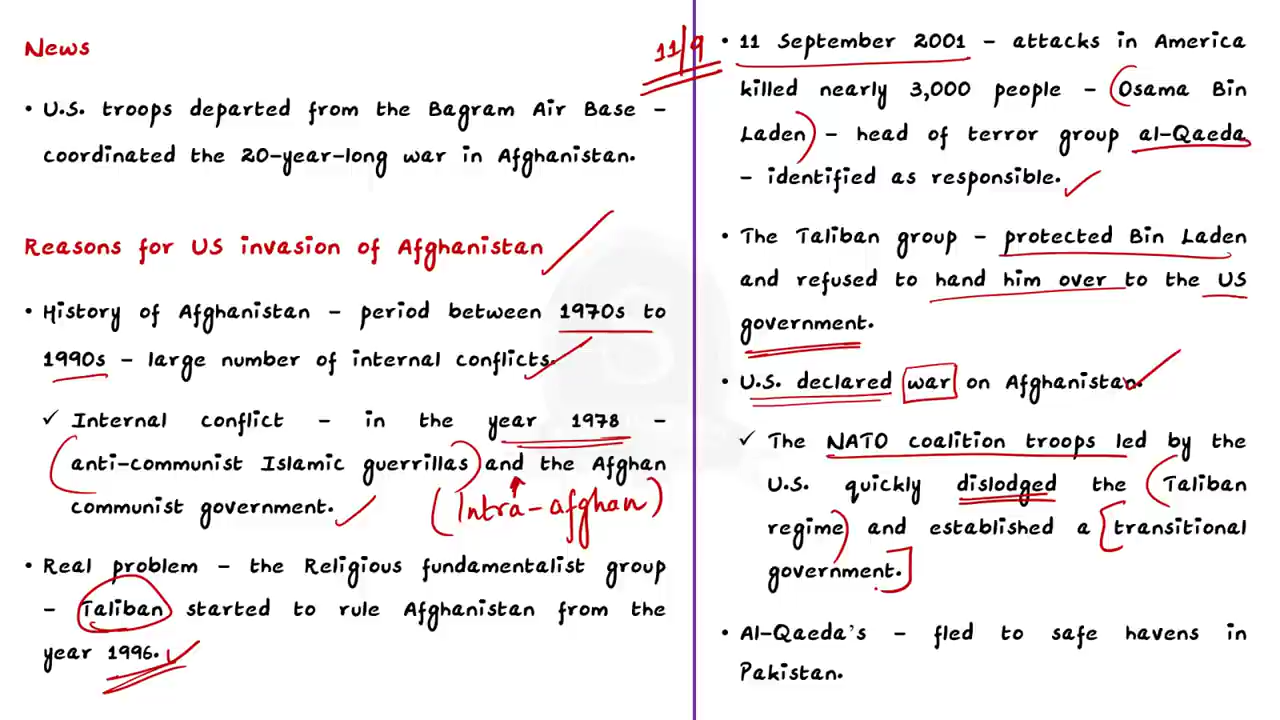 News
• U.S. troops departed from the Bagram Air Base –
coordinated the 20-year-long war in Afghanistan.
Reasons for US invasion of Afghanistan
• History of Afghanistan – period between 1970s to
1990s – large number of internal conflicts.
✓ Internal conflict – in the year 1978 –
anti-communist Islamic guerrillas and the Afghan
communist government.
(Intra-afghan)
• Real problem – the Religious fundamentalist group
– Taliban started to rule Afghanistan from the
year 1996.
11/9
• 11 September 2001 – attacks in America
killed nearly 3,000 people – (Osama Bin
Laden) – head of terror group al-Qaeda
– identified as responsible.
• The Taliban group – protected Bin Laden
and refused to hand him over to the US
government.
• U.S. declared war on Afghanistan.
✓ The NATO coalition troops led by the
U.S. quickly dislodged the (Taliban
regime) and established a [transitional
government.]
• Al-Qaeda's – fled to safe havens in
Pakistan.